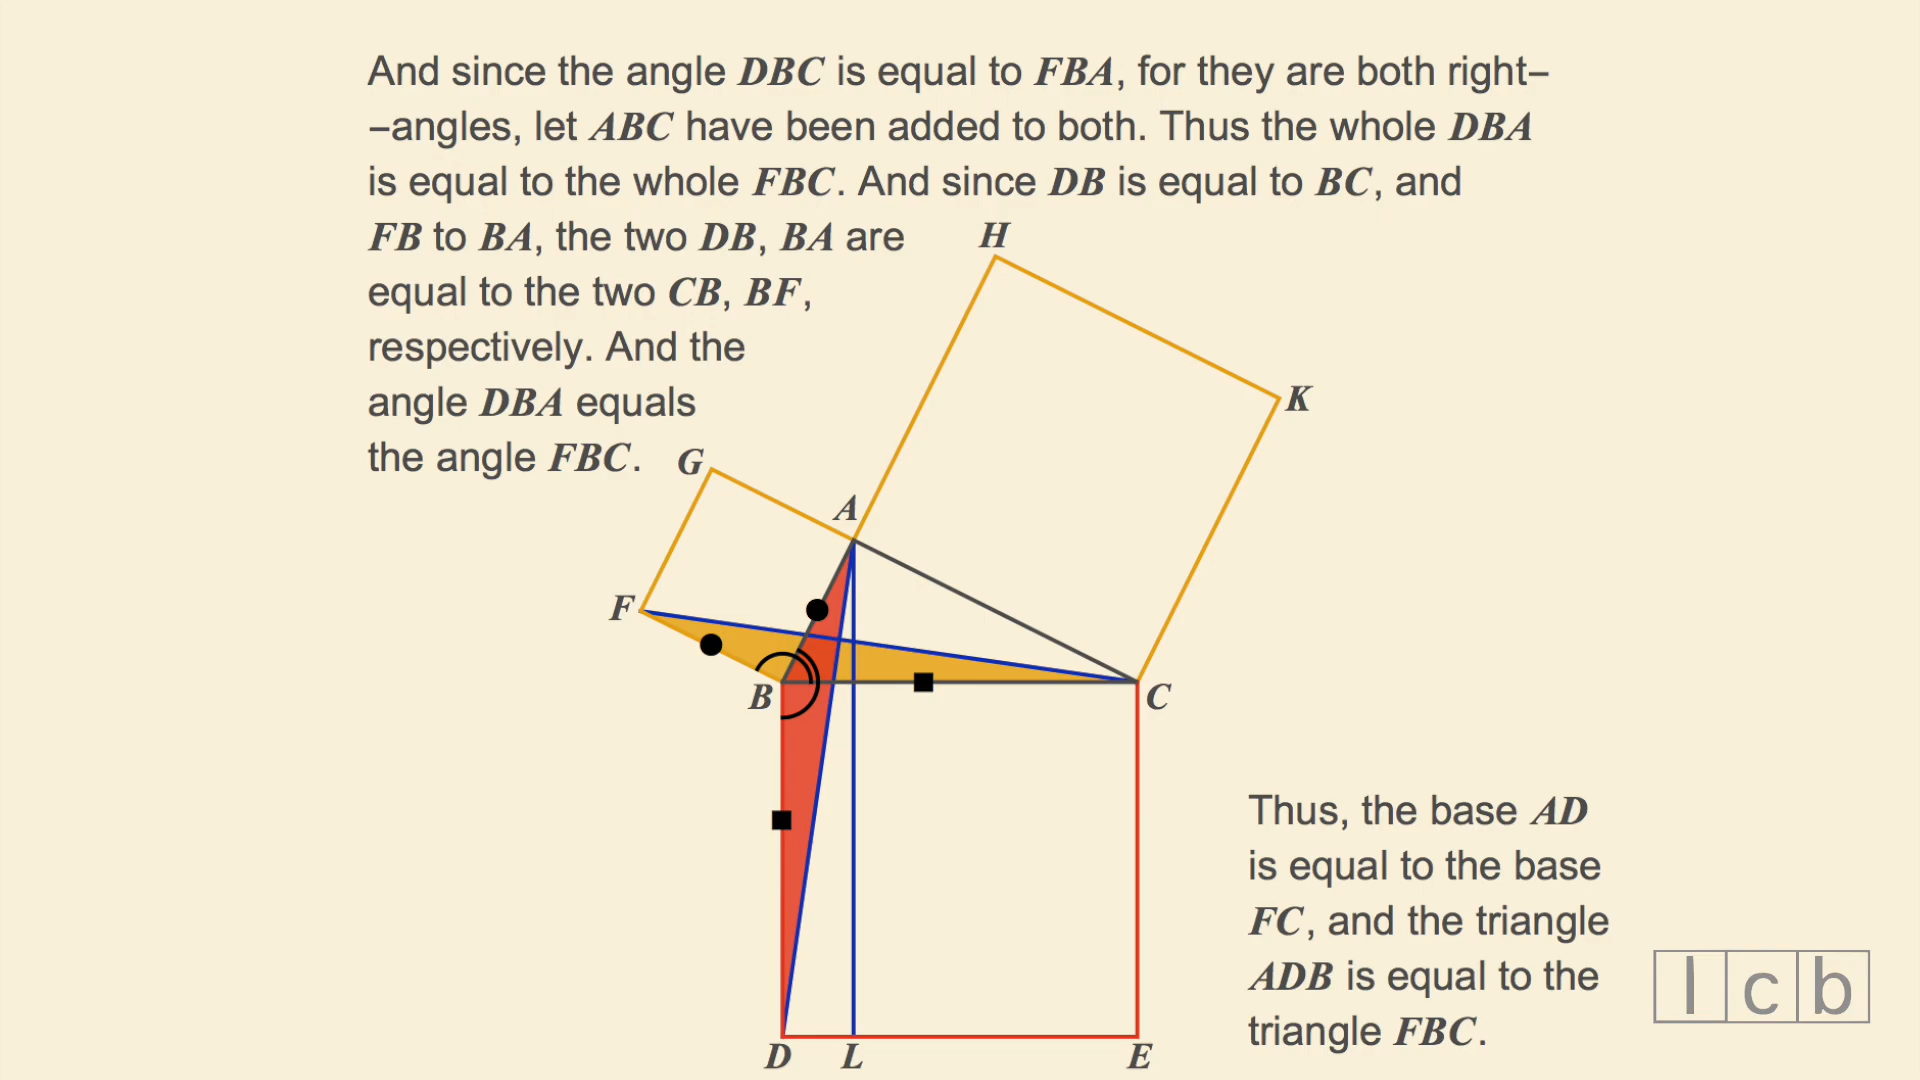 And since the angle DBC is equal to FBA, for they are both right–
–angles, let ABC have been added to both. Thus the whole DBA
is equal to the whole FBC. And since DB is equal to BC, and
FB to BA, the two DB, BA are
equal to the two CB, BF,
respectively. And the
angle DBA equals
the angle FBC.
H
K
G
A
F
B
C
D
L
E
Thus, the base AD
is equal to the base
FC, and the triangle
ADB is equal to the
triangle FBC.
lcb